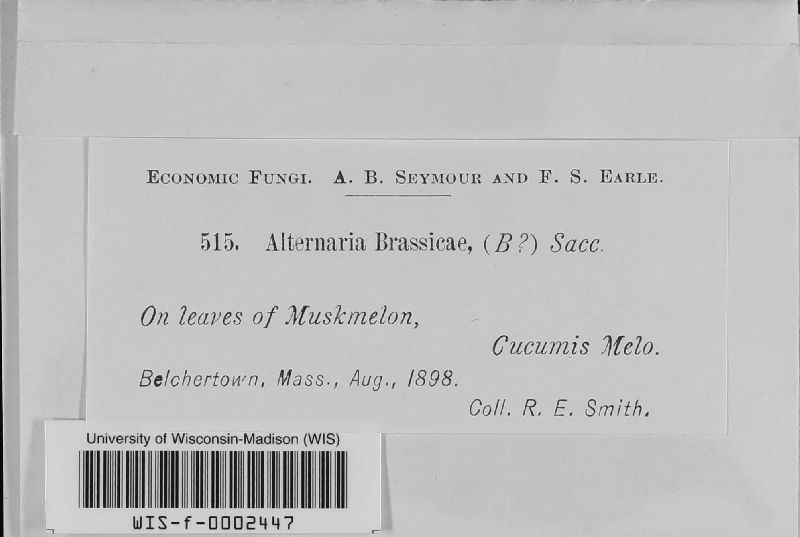 Economic Fungi. A. B. Seymour and F. S. Earle.
515. Alternaria Brassicae, (B?) Sacc.
On leaves of Muskmelon,
Cucumis Melo.
Belchertown, Mass., Aug., 1898.
Coll. R. E. Smith.
University of Wisconsin-Madison (WIS)
WIS-f-0002447